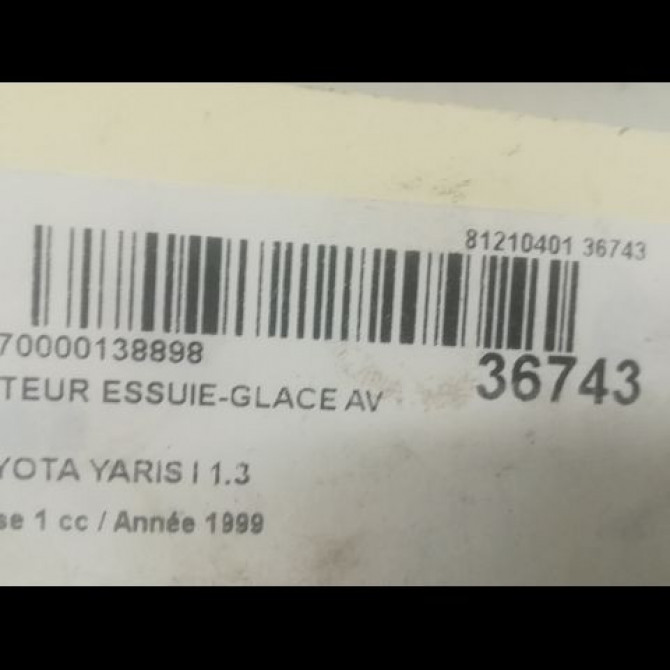 81210401 36743
70000138898
36743
TEUR ESSUIE-GLACE AV
YOTA YARIS I 1.3
se 1 cc / Année 1999